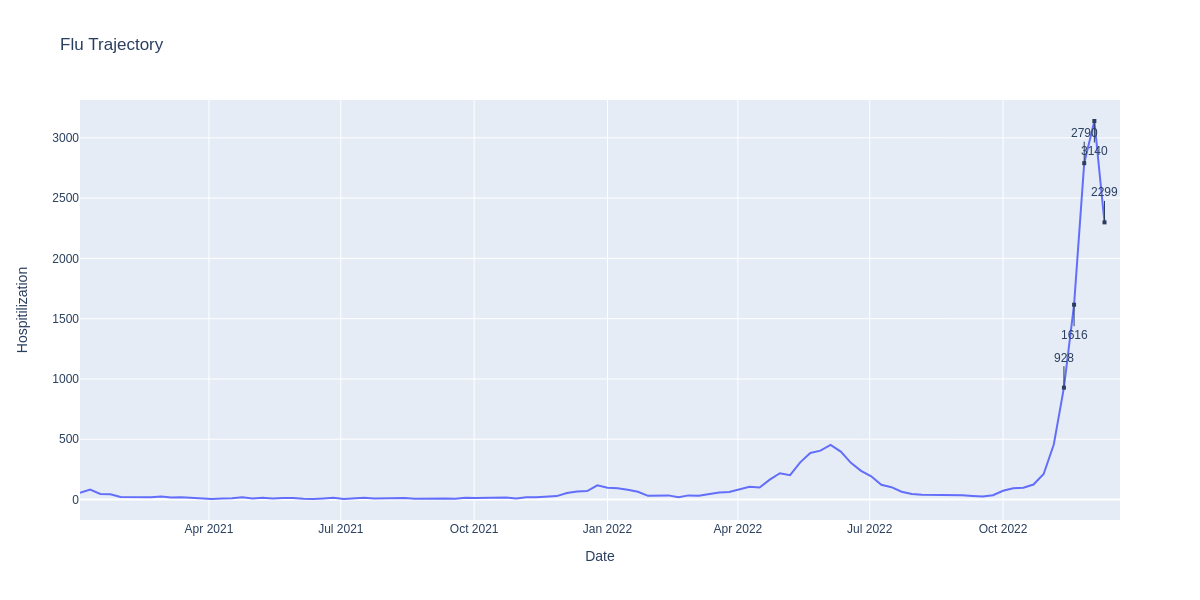 Flu Trajectory
3000
2500
2000
1500
1000
500
0
2790
3140
2299
1616
928
Apr 2021
Jul 2021
Oct 2021
Jan 2022
Apr 2022
Jul 2022
Oct 2022
Date
Hospitilization